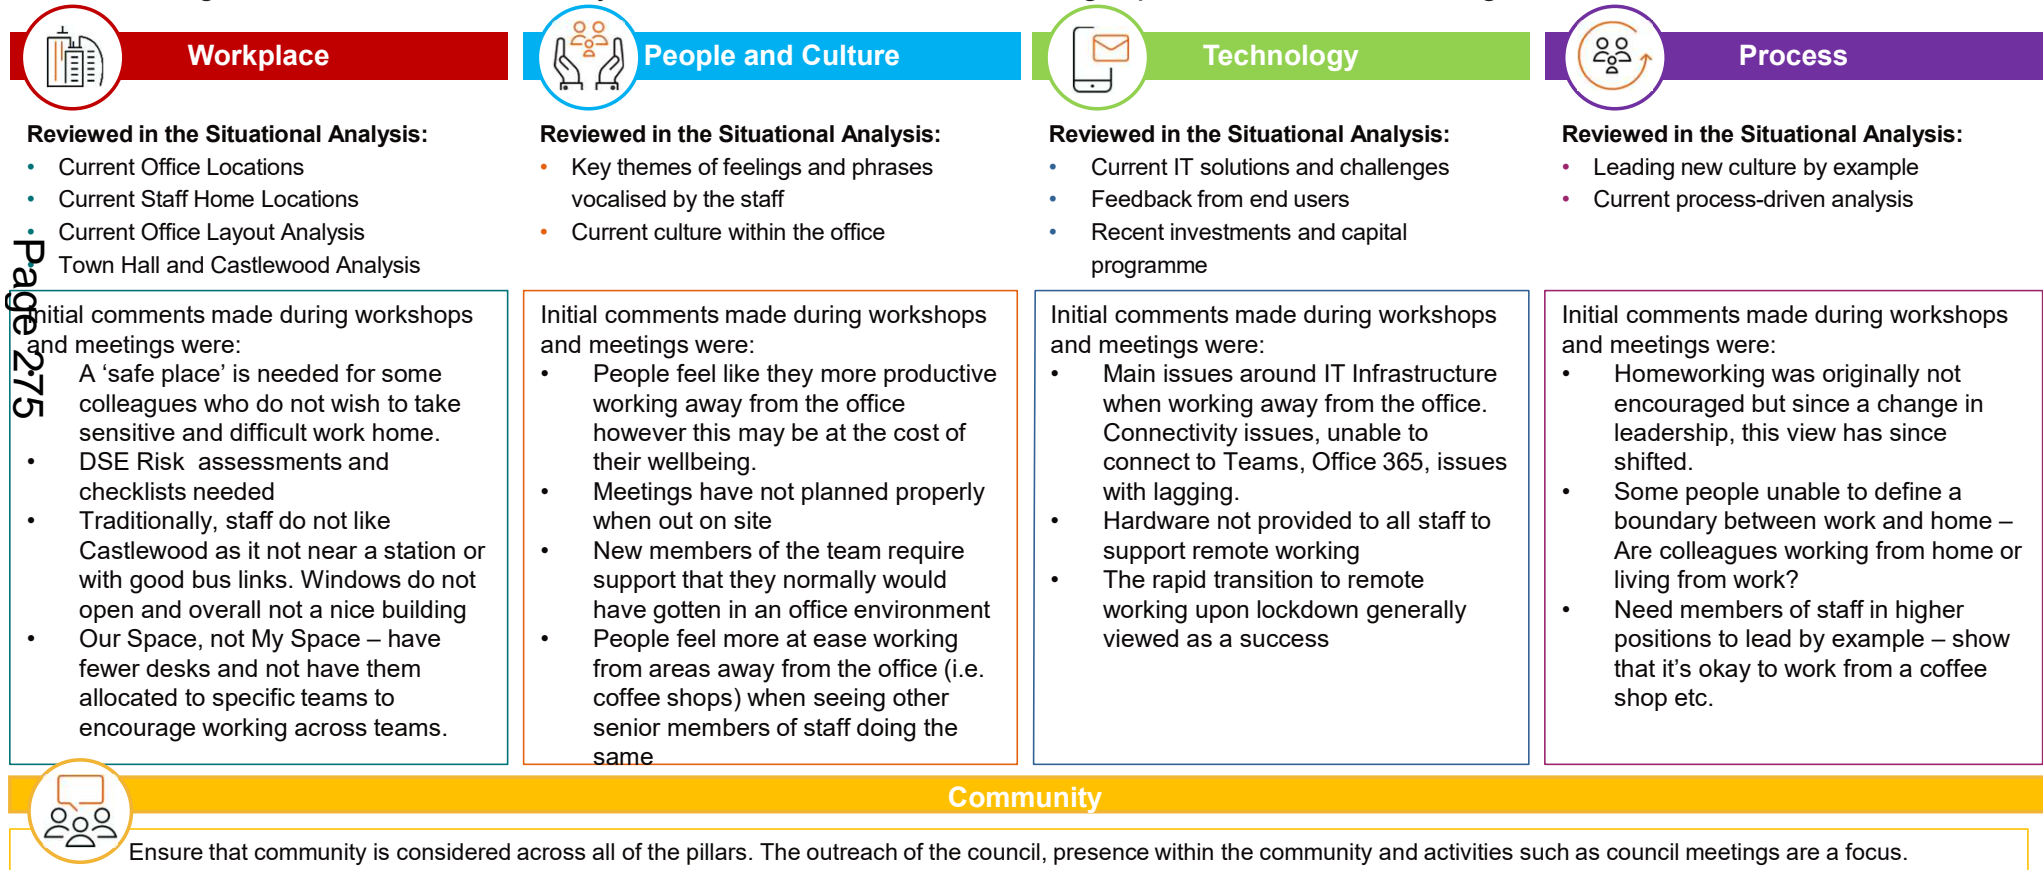 Workplace
Reviewed in the Situational Analysis:
• Current Office Locations
• Current Staff Home Locations
• Current Office Layout Analysis
• Town Hall and Castlewood Analysis
Initial comments made during workshops
and meetings were:
• A ‘safe place’ is needed for some
colleagues who do not wish to take
sensitive and difficult work home.
• DSE Risk  assessments and
checklists needed
• Traditionally, staff do not like
Castlewood as it not near a station or
with good bus links. Windows do not
open and overall not a nice building
• Our Space, not My Space – have
fewer desks and not have them
allocated to specific teams to
encourage working across teams.
People and Culture
Reviewed in the Situational Analysis:
• Key themes of feelings and phrases
vocalised by the staff
• Current culture within the office
Initial comments made during workshops
and meetings were:
• People feel like they more productive
working away from the office
however this may be at the cost of
their wellbeing.
• Meetings have not planned properly
when out on site
• New members of the team require
support that they normally would
have gotten in an office environment
• People feel more at ease working
from areas away from the office (i.e.
coffee shops) when seeing other
senior members of staff doing the
same
Technology
Reviewed in the Situational Analysis:
• Current IT solutions and challenges
• Feedback from end users
• Recent investments and capital
programme
Initial comments made during workshops
and meetings were:
• Main issues around IT Infrastructure
when working away from the office.
Connectivity issues, unable to
connect to Teams, Office 365, issues
with lagging.
• Hardware not provided to all staff to
support remote working
• The rapid transition to remote
working upon lockdown generally
viewed as a success
Process
Reviewed in the Situational Analysis:
• Leading new culture by example
• Current process-driven analysis
Initial comments made during workshops
and meetings were:
• Homeworking was originally not
encouraged but since a change in
leadership, this view has since
shifted.
• Some people unable to define a
boundary between work and home –
Are colleagues working from home or
living from work?
• Need members of staff in higher
positions to lead by example – show
that it’s okay to work from a coffee
shop etc.
Page 275
Community
Ensure that community is considered across all of the pillars. The outreach of the council, presence within the community and activities such as council meetings are a focus.